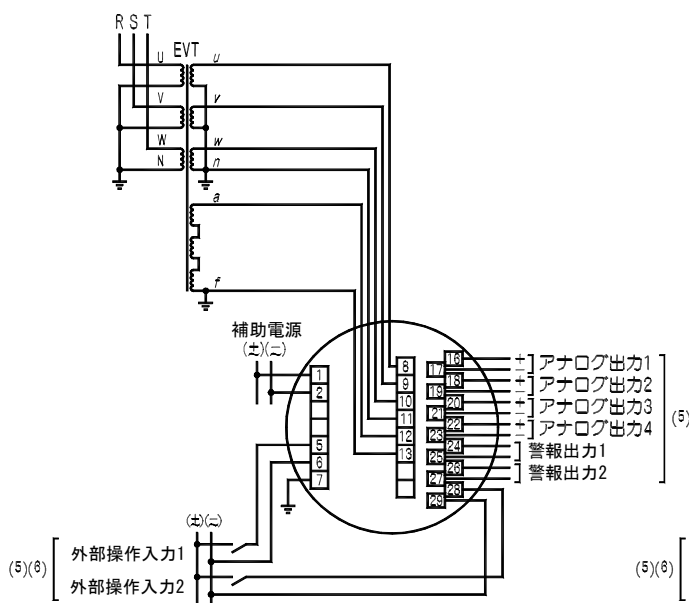 R S T
EVT
U u
V v
W w
N n
a
f
補助電源
(±)(=)
1
2
5
6
7
8
9
10
11
12
13
16
17
18
19
20
21
22
23
24
25
26
27
28
29
+
− ] アナログ出力1
+
− ] アナログ出力2
+
− ] アナログ出力3
+
− ] アナログ出力4
] 警報出力1
] 警報出力2
(5)
(±)(=)
(5)(6) [ 外部操作入力1
外部操作入力2
(5)(6) [